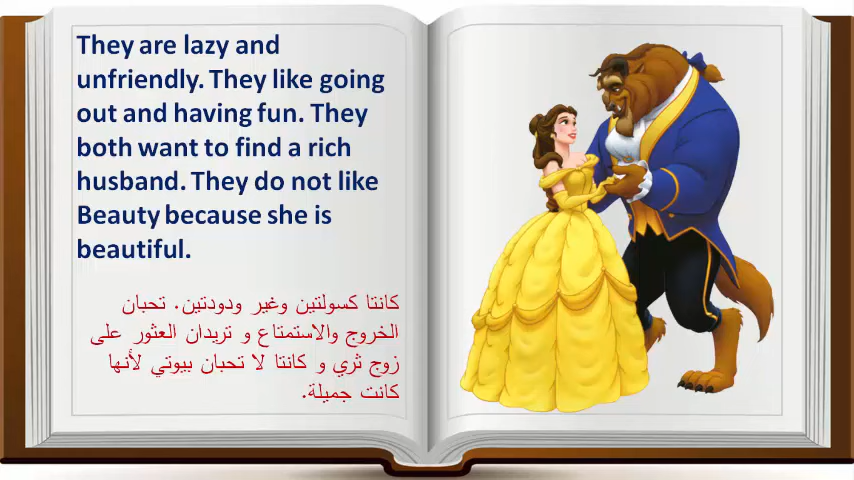 They are lazy and
unfriendly. They like going
out and having fun. They
both want to find a rich
husband. They do not like
Beauty because she is
beautiful.
كانتا كسولتين وغير ودودتين. تحبان
الخروج والاستمتاع و تريدان العثور على
زوج ثري و كانتا لا تحبان بيوتي لأنها
كانت جميلة.